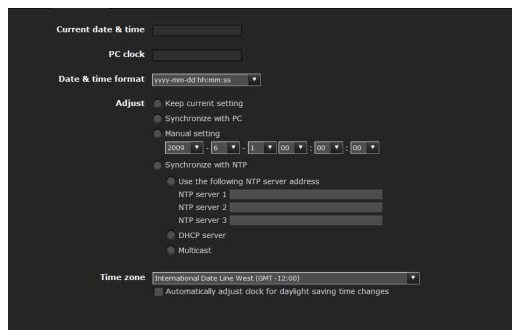 Current date & time
PC clock
Date & time format yyyy-mm-dd hh:mm:ss
Adjust Keep current setting
Synchronize with PC
Manual setting
2009 - 6 - 1 00 : 00 : 00
Synchronize with NTP
Use the following NTP server address
NTP server 1
NTP server 2
NTP server 3
DHCP server
Multicast
Time zone International Date Line West (GMT -12:00)
Automatically adjust clock for daylight saving time changes